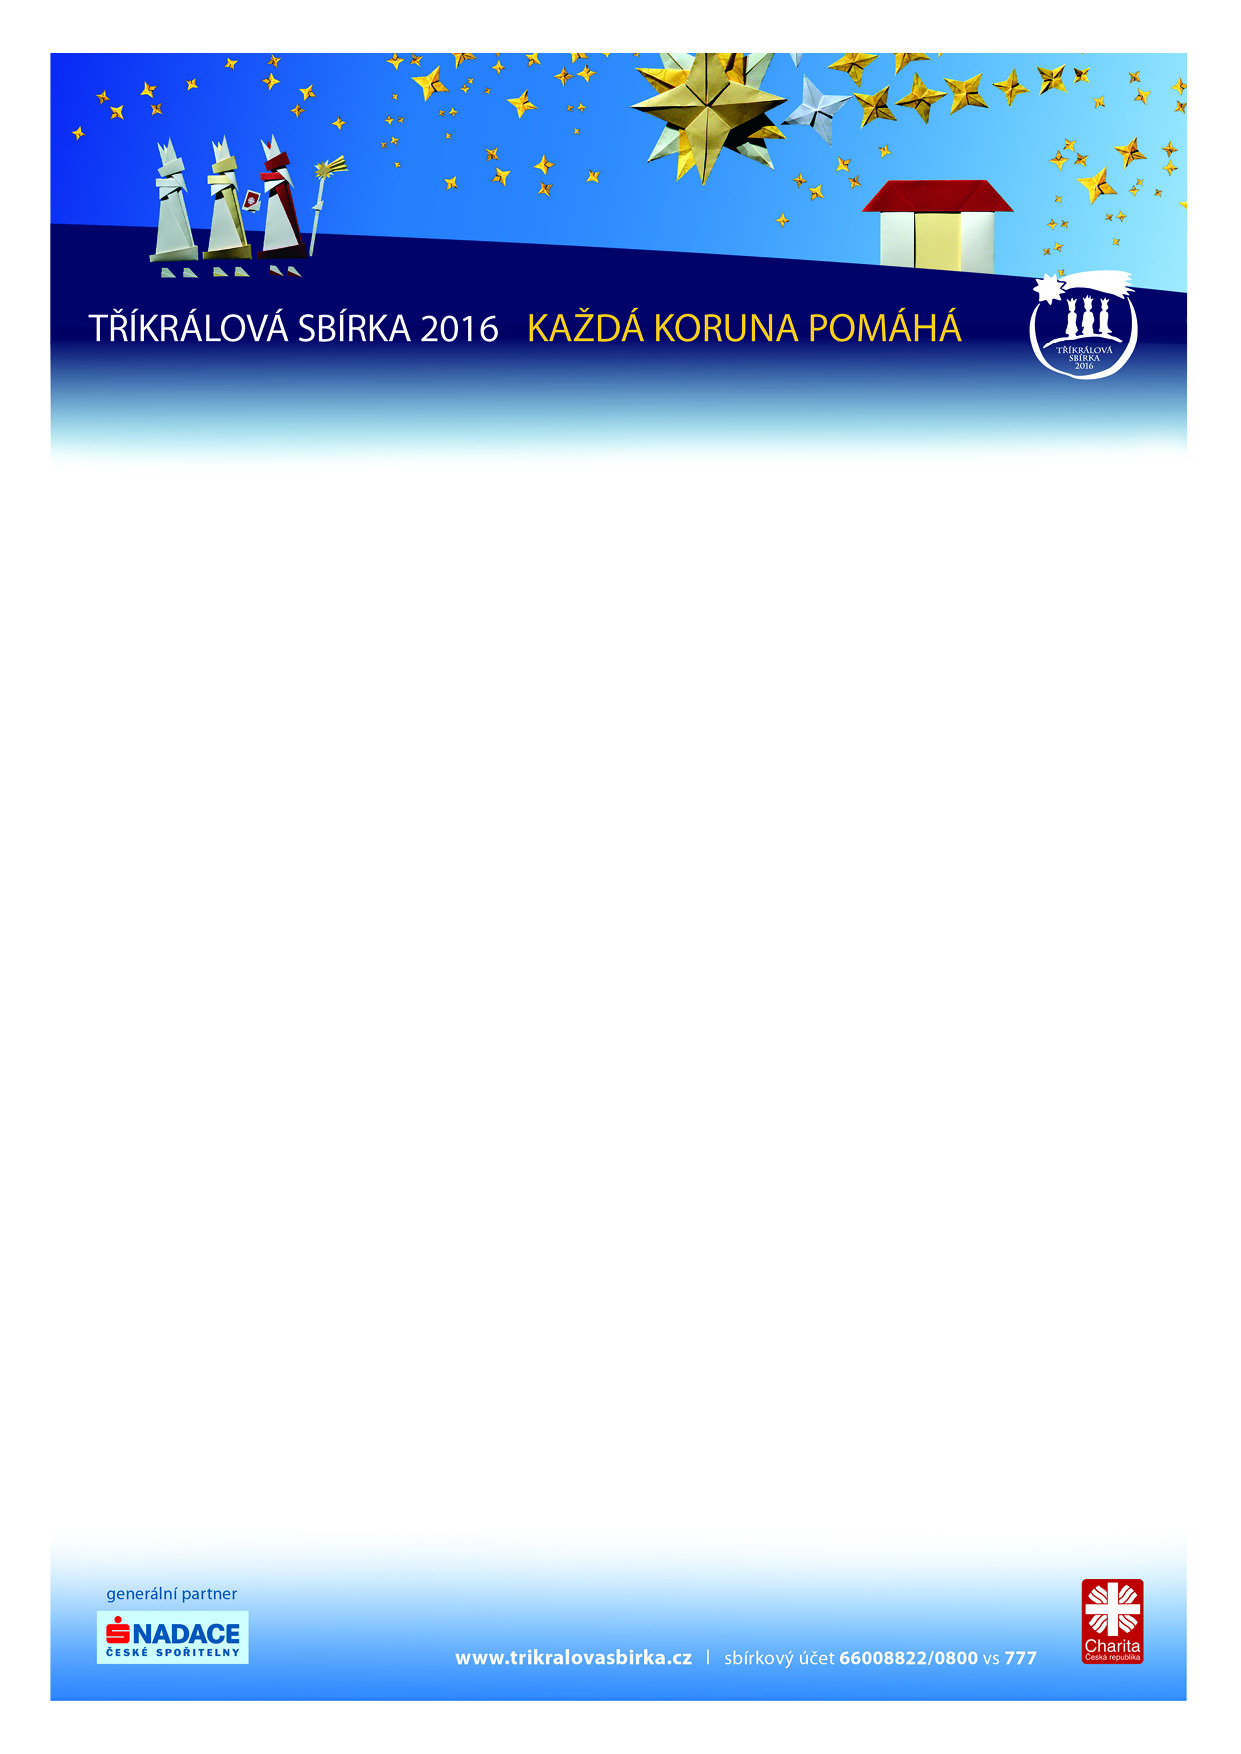 TŘÍKRÁLOVÁ SBÍRKA 2016 KAŽDÁ KORUNA POMÁHÁ
TŘÍKRÁLOVÁ
SBÍRKA
2016
generální partner
NADACE
ČESKÉ SPOŘITELNY
www.trikralovasbirka.cz | sbírkový účet 66008822/0800 vs 777
Charita
Česká republika